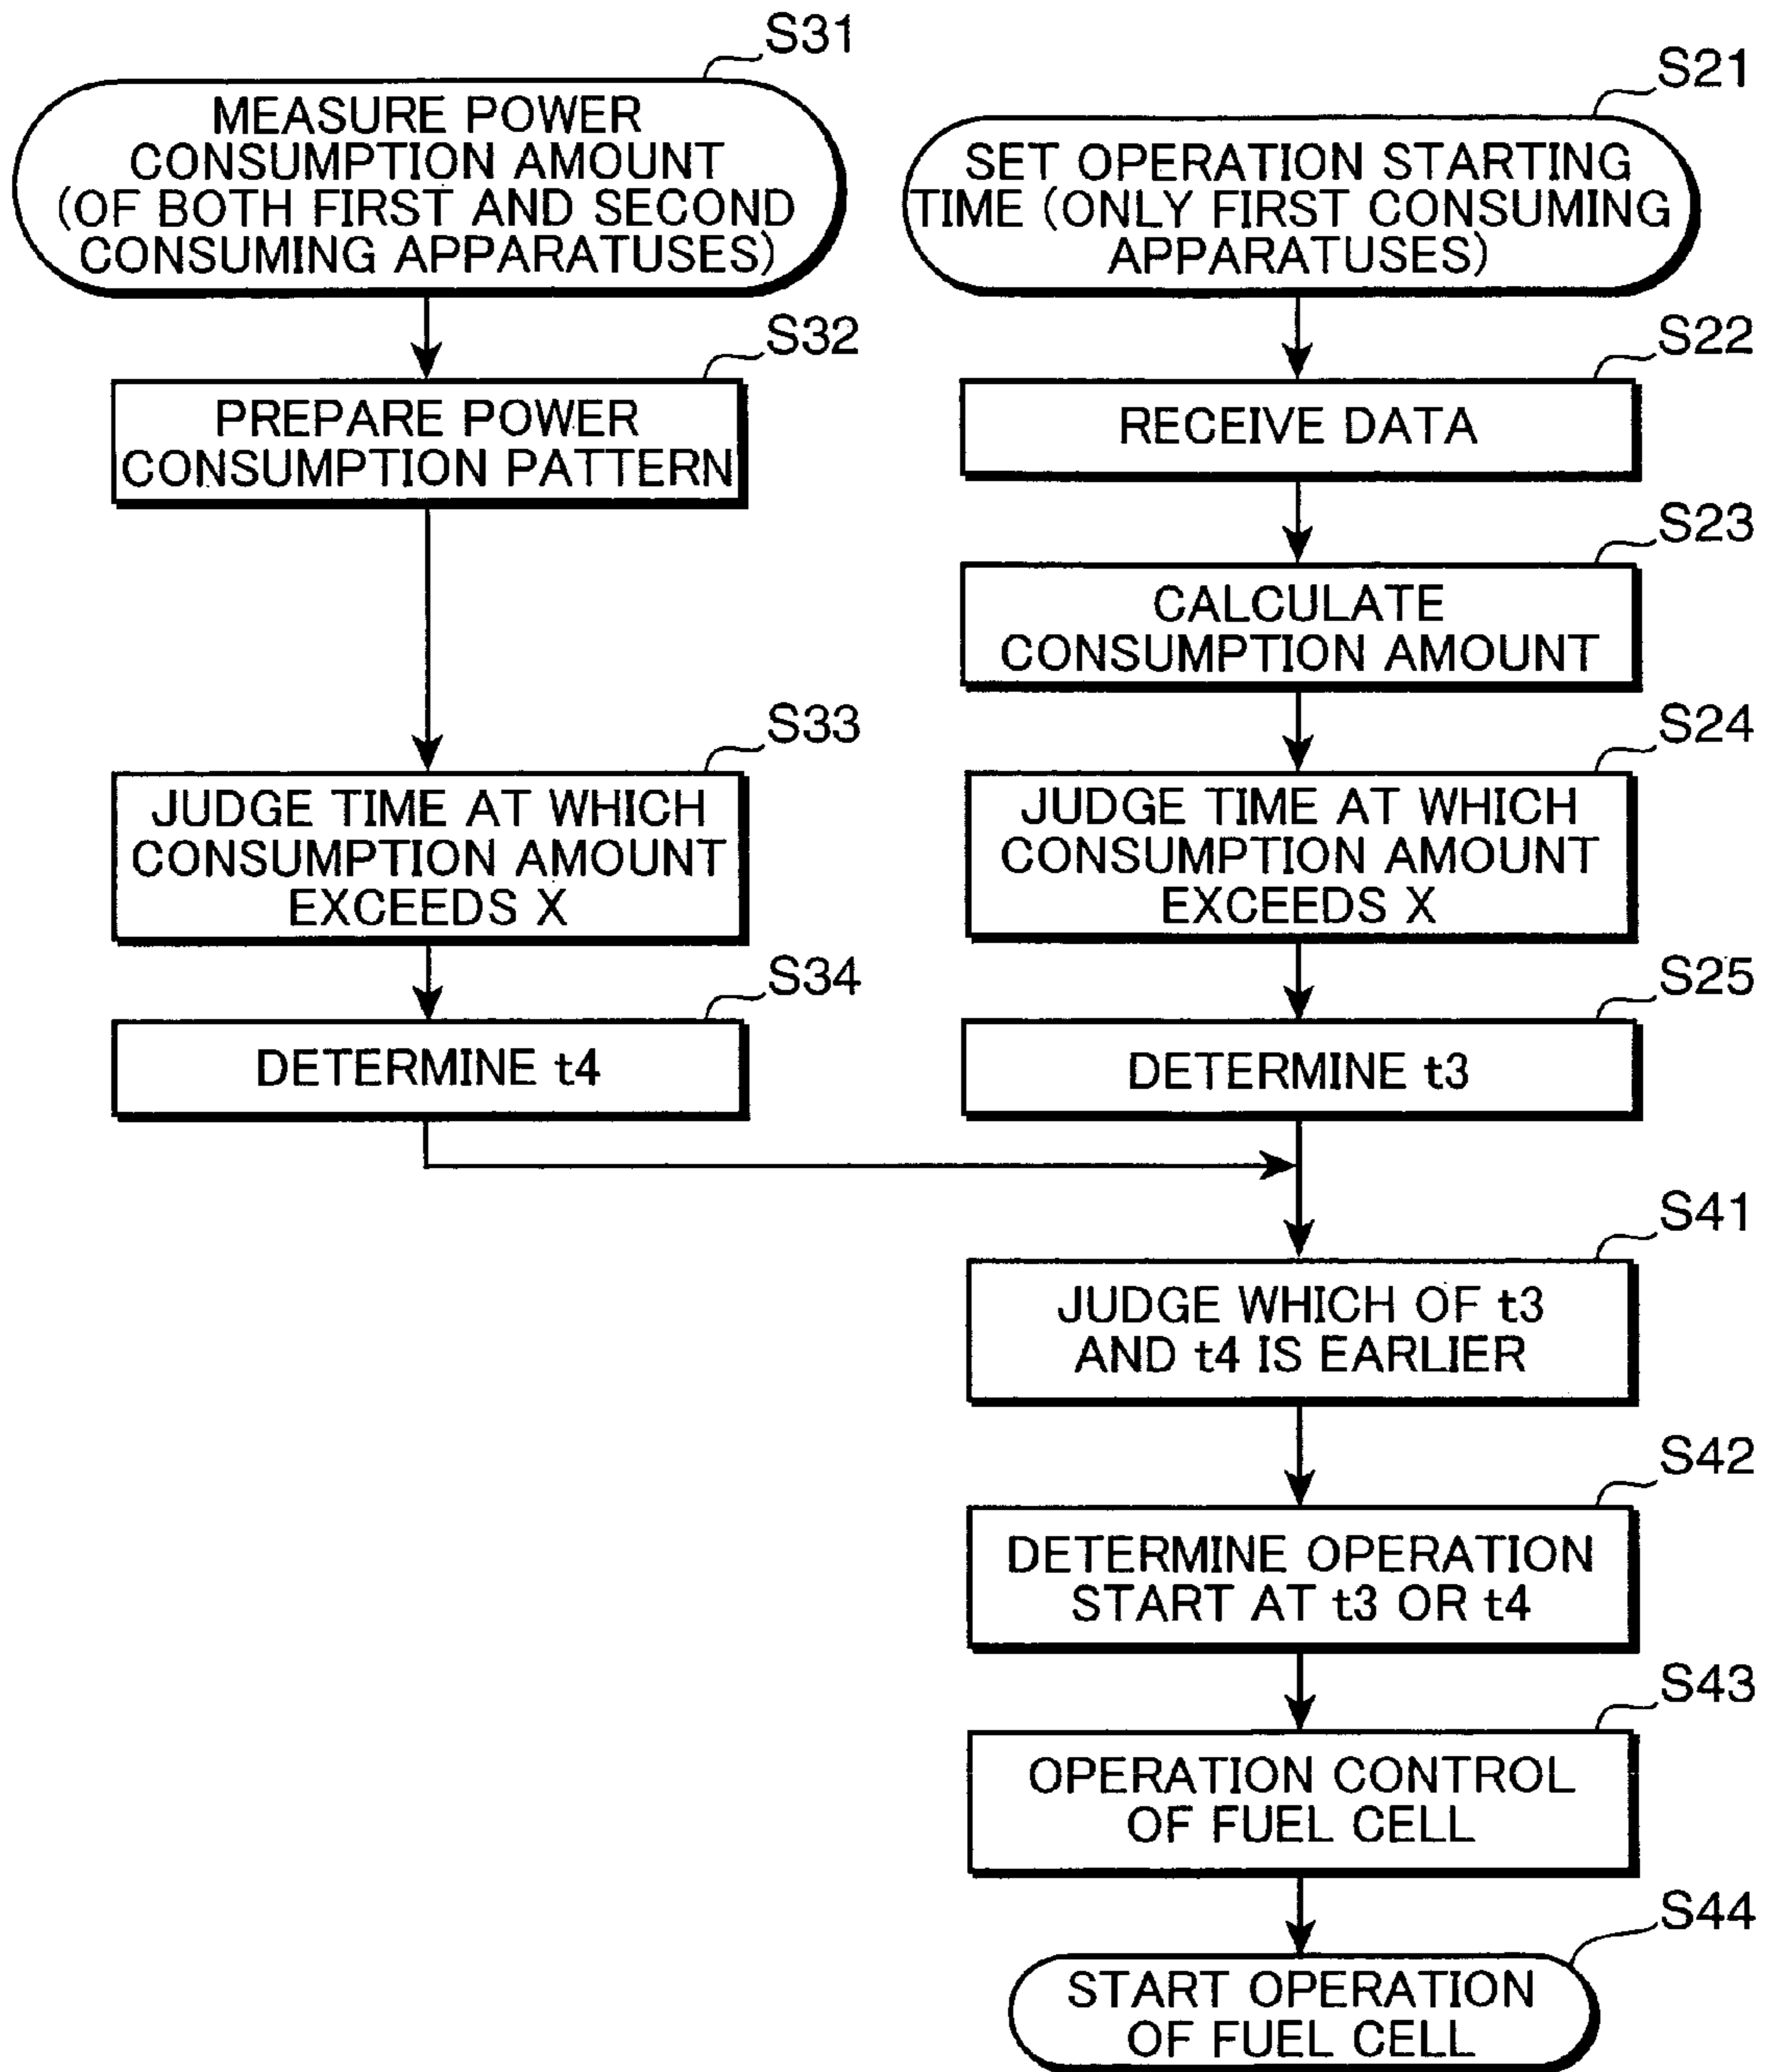 S31
MEASURE POWER
CONSUMPTION AMOUNT
(OF BOTH FIRST AND SECOND
CONSUMING APPARATUSES)
S32
PREPARE POWER
CONSUMPTION PATTERN
S33
JUDGE TIME AT WHICH
CONSUMPTION AMOUNT
EXCEEDS X
S34
DETERMINE t4
S21
SET OPERATION STARTING
TIME (ONLY FIRST CONSUMING
APPARATUSES)
S22
RECEIVE DATA
S23
CALCULATE
CONSUMPTION AMOUNT
S24
JUDGE TIME AT WHICH
CONSUMPTION AMOUNT
EXCEEDS X
S25
DETERMINE t3
S41
JUDGE WHICH OF t3
AND t4 IS EARLIER
S42
DETERMINE OPERATION
START AT t3 OR t4
S43
OPERATION CONTROL
OF FUEL CELL
S44
START OPERATION
OF FUEL CELL